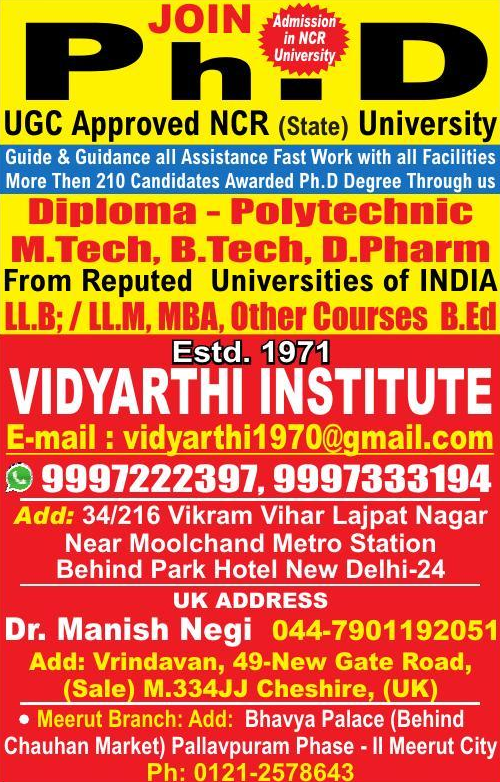 JOIN
Admission
in NCR
University
Ph.D
UGC Approved NCR (State) University
Guide & Guidance all Assistance Fast Work with all Facilities
More Then 210 Candidates Awarded Ph.D Degree Through us
Diploma - Polytechnic
M.Tech, B.Tech, D.Pharm
From Reputed Universities of INDIA
LL.B; / LL.M, MBA, Other Courses B.Ed
Estd. 1971
VIDYARTHI INSTITUTE
E-mail : vidyarthi1970@gmail.com
9997222397, 9997333194
Add: 34/216 Vikram Vihar Lajpat Nagar
Near Moolchand Metro Station
Behind Park Hotel New Delhi-24
UK ADDRESS
Dr. Manish Negi 044-7901192051
Add: Vrindavan, 49-New Gate Road,
(Sale) M.334JJ Cheshire, (UK)
• Meerut Branch: Add: Bhavya Palace (Behind
Chauhan Market) Pallavpuram Phase - II Meerut City
Ph: 0121-2578643